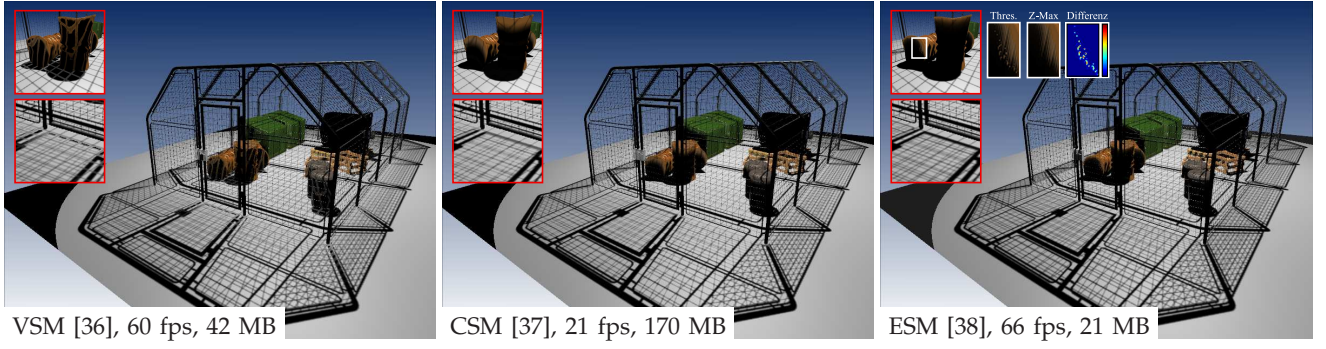 Thres. Z-Max Differenz
VSM [36], 60 fps, 42 MB
CSM [37], 21 fps, 170 MB
ESM [38], 66 fps, 21 MB